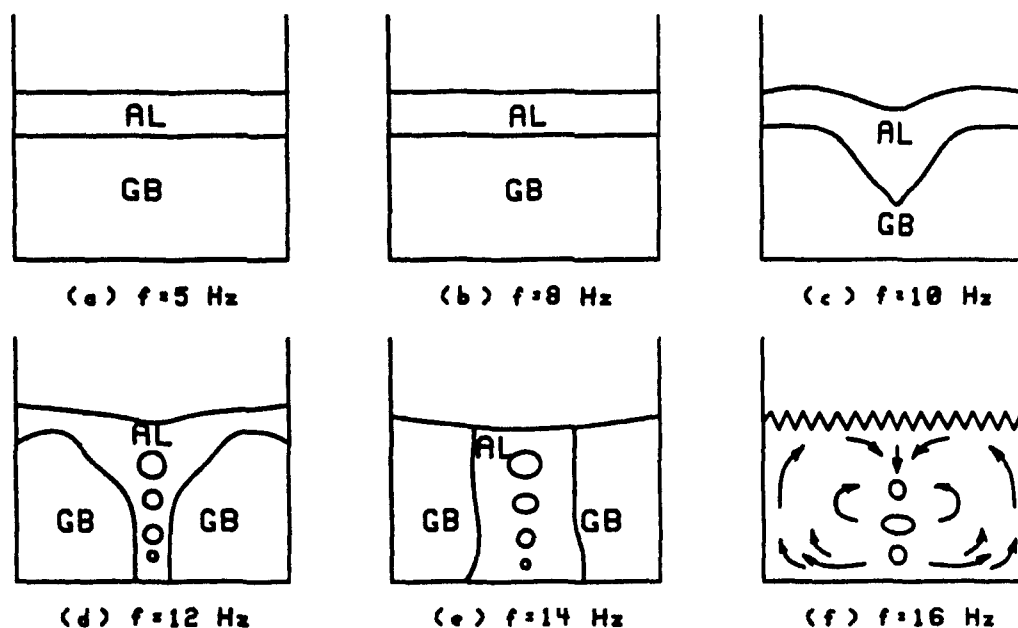 AL
GB
(a) f=5 Hz
AL
GB
(b) f=8 Hz
AL
GB
(c) f=10 Hz
AL
GB
GB
(d) f=12 Hz
AL
GB
GB
(e) f=14 Hz
(f) f=16 Hz